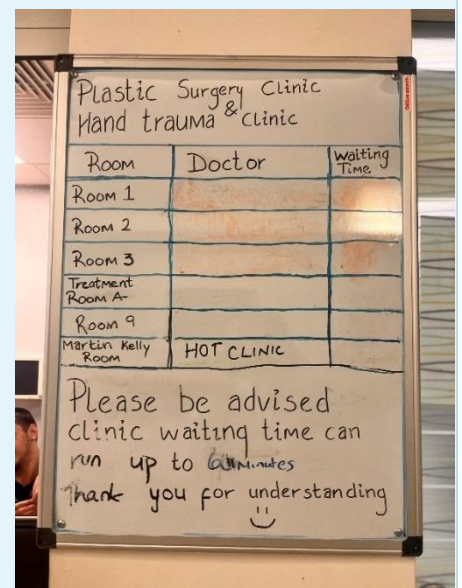 Plastic Surgery Clinic
&
Hand trauma Clinic
Room Doctor Waiting Time
Room 1
Room 2
Room 3
Treatment Room A
Room 9
Martin Kelly Room HOT CLINIC
Please be advised
clinic waiting time can
run up to Minutes
Thank you for understanding